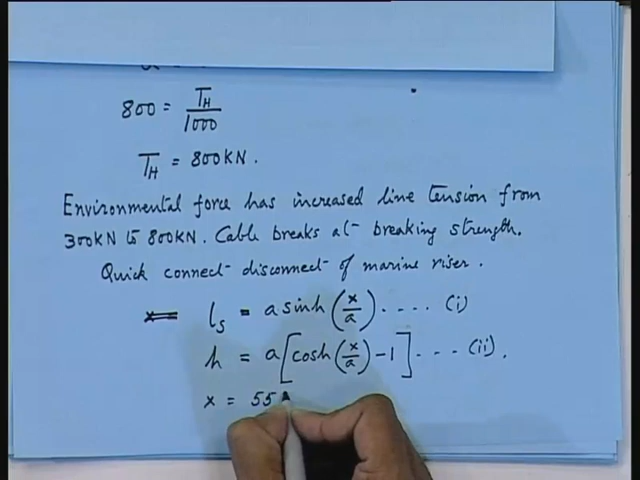 800 = T_H / 1000
T_H = 800 KN.
Environmental force has increased line tension from
300KN to 800KN. Cable breaks at breaking strength.
Quick connect-disconnect of marine riser.
l_s = a sinh (x/a) .... (i)
h = a [cosh (x/a) - 1] ... (ii).
x = 55